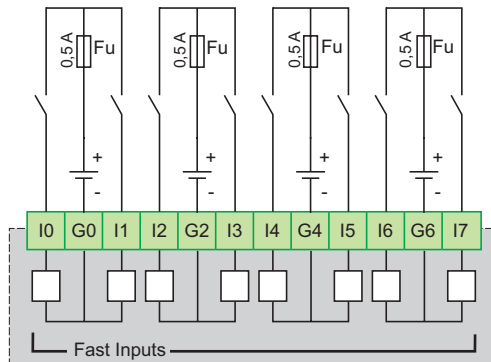 0,5 A Fu 0,5 A Fu 0,5 A Fu 0,5 A Fu
+ + + +
- - - -
I0 G0 I1 I2 G2 I3 I4 G4 I5 I6 G6 I7
Fast Inputs